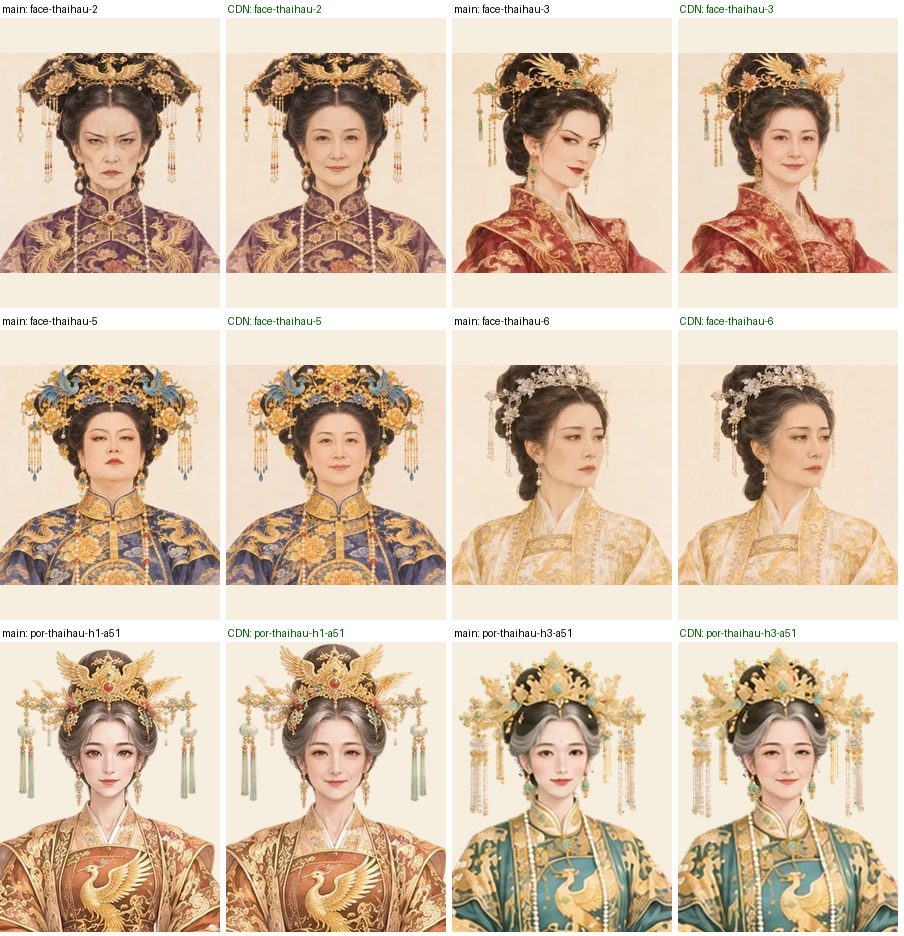 main: face-thaihau-2
CDN: face-thaihau-2
main: face-thaihau-3
CDN: face-thaihau-3
main: face-thaihau-5
CDN: face-thaihau-5
main: face-thaihau-6
CDN: face-thaihau-6
main: por-thaihau-h1-a51
CDN: por-thaihau-h1-a51
main: por-thaihau-h3-a51
CDN: por-thaihau-h3-a51